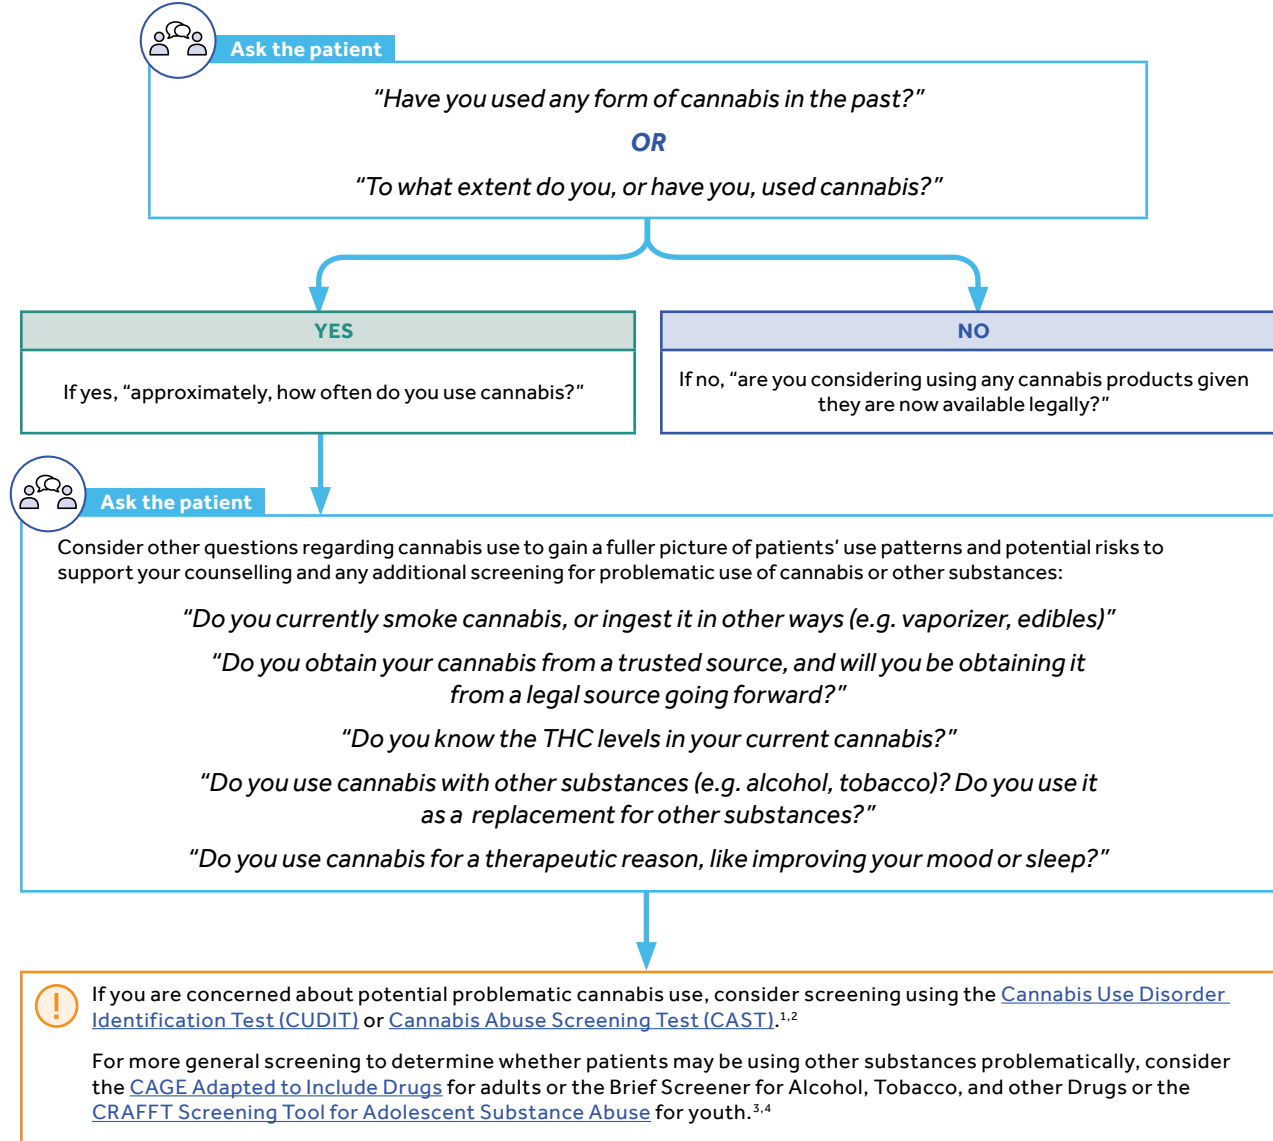 Ask the patient
“Have you used any form of cannabis in the past?”
OR
“To what extent do you, or have you, used cannabis?”
YES
If yes, “approximately, how often do you use cannabis?”
NO
If no, “are you considering using any cannabis products given
they are now available legally?”
Ask the patient
Consider other questions regarding cannabis use to gain a fuller picture of patients’ use patterns and potential risks to
support your counselling and any additional screening for problematic use of cannabis or other substances:
“Do you currently smoke cannabis, or ingest it in other ways (e.g. vaporizer, edibles)”
“Do you obtain your cannabis from a trusted source, and will you be obtaining it
from a legal source going forward?”
“Do you know the THC levels in your current cannabis?”
“Do you use cannabis with other substances (e.g. alcohol, tobacco)? Do you use it
as a replacement for other substances?”
“Do you use cannabis for a therapeutic reason, like improving your mood or sleep?”
If you are concerned about potential problematic cannabis use, consider screening using the Cannabis Use Disorder
Identification Test (CUDIT) or Cannabis Abuse Screening Test (CAST).1,2
For more general screening to determine whether patients may be using other substances problematically, consider
the CAGE Adapted to Include Drugs for adults or the Brief Screener for Alcohol, Tobacco, and other Drugs or the
CRAFFT Screening Tool for Adolescent Substance Abuse for youth.3,4